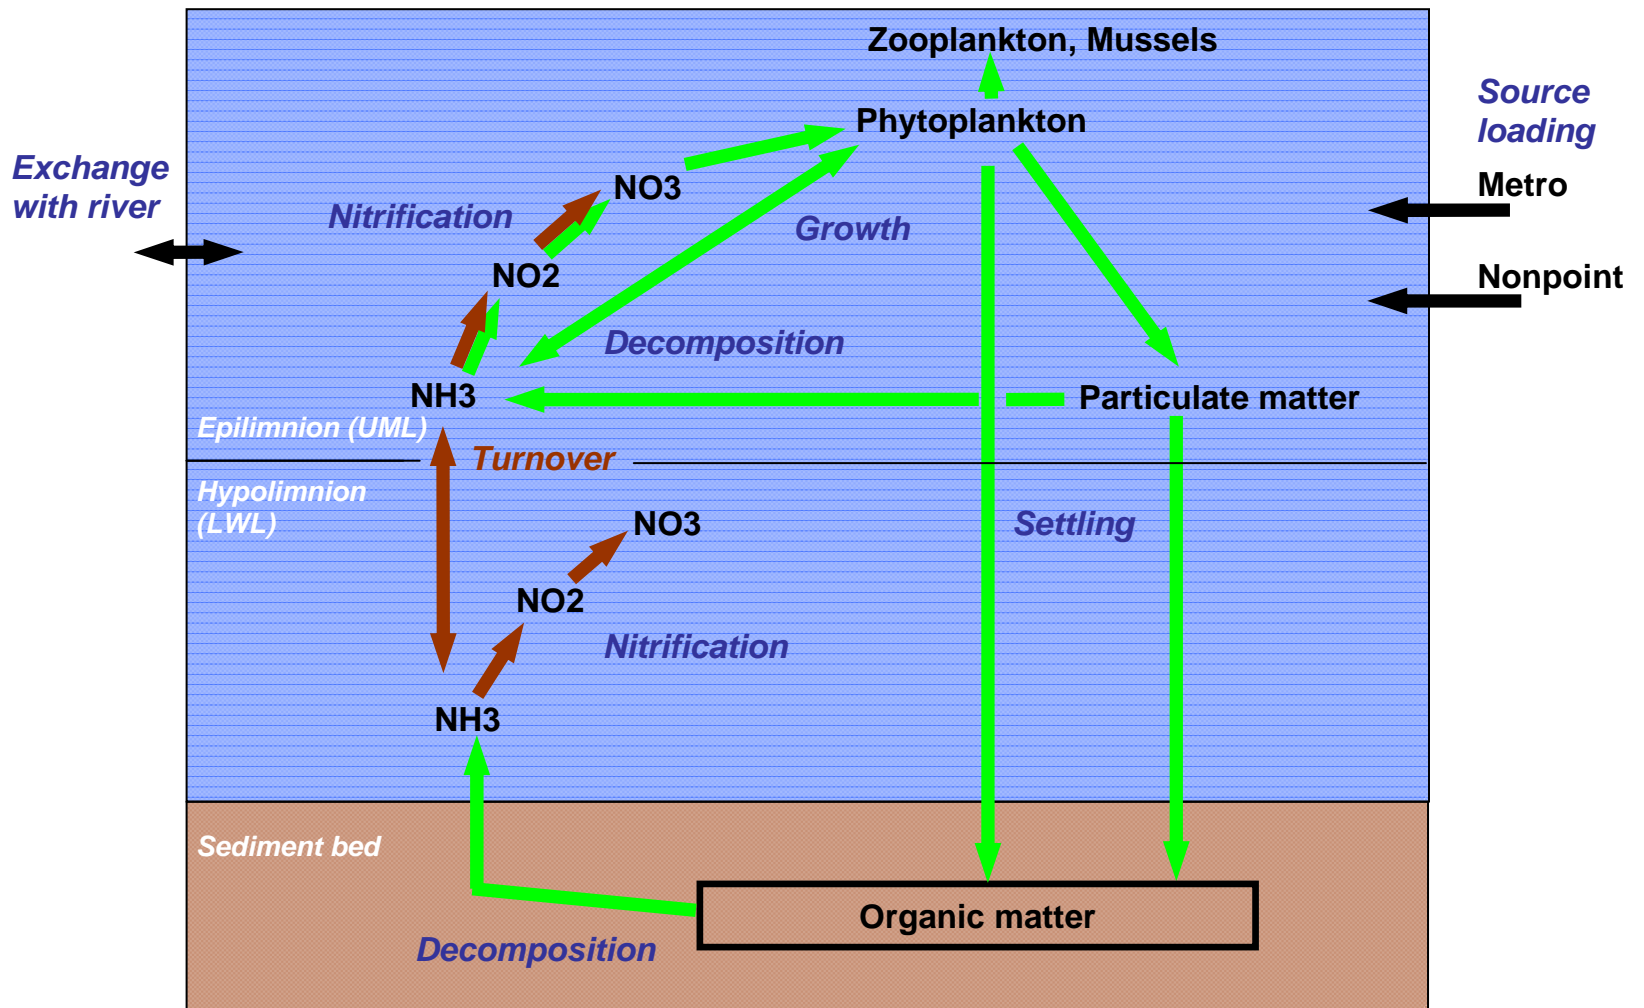 Zooplankton, Mussels
Source
loading
Phytoplankton
Exchange
with river
NO3
Metro
Nitrification
Growth
NO2
Nonpoint
Decomposition
NH3
Particulate matter
Epilimnion (UML)
Turnover
Hypolimnion
(LWL)
NO3
Settling
NO2
Nitrification
NH3
Sediment bed
Organic matter
Decomposition